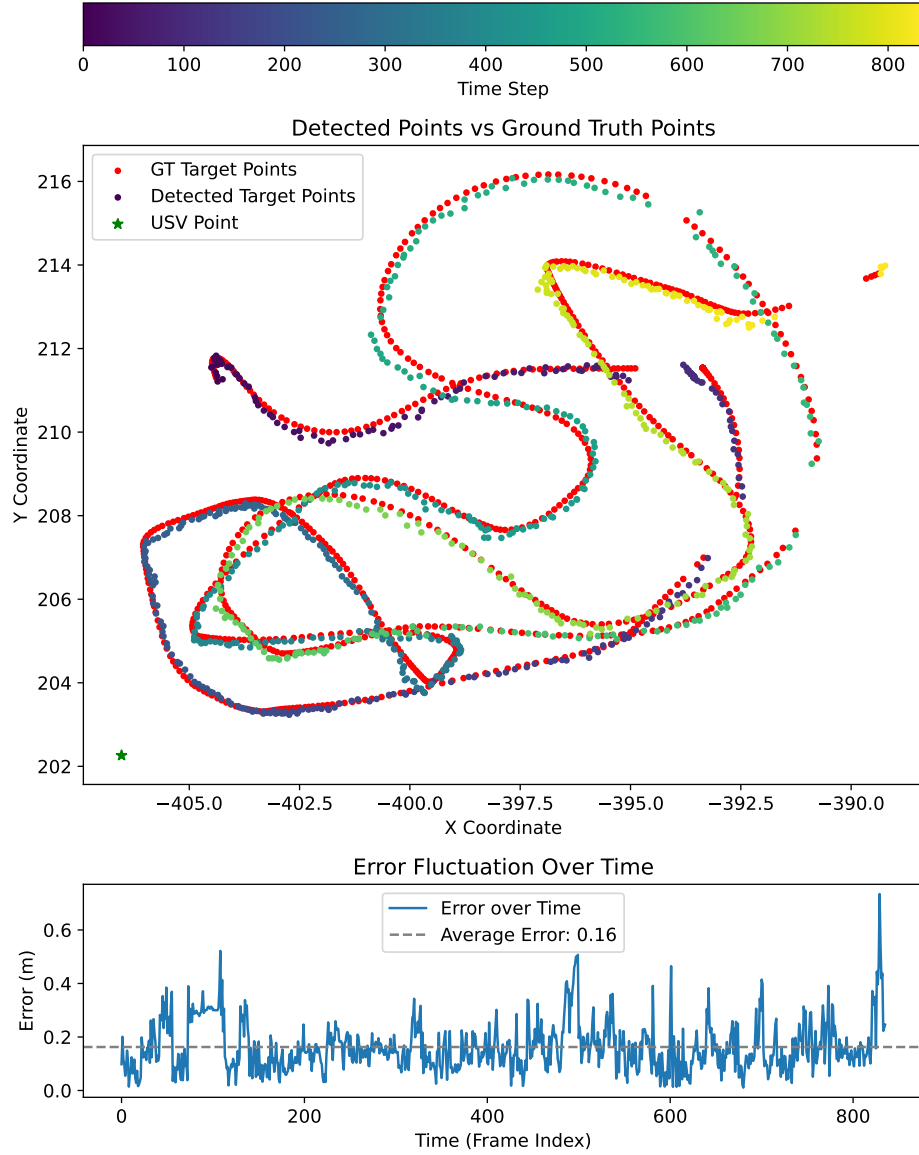 0 100 200 300 400 500 600 700 800
Time Step
Detected Points vs Ground Truth Points
GT Target Points
Detected Target Points
USV Point
216
214
212
210
208
206
204
202
Y Coordinate
−405.0 −402.5 −400.0 −397.5 −395.0 −392.5 −390.0
X Coordinate
Error Fluctuation Over Time
Error over Time
Average Error: 0.16
0.6
0.4
0.2
0.0
Error (m)
0 200 400 600 800
Time (Frame Index)